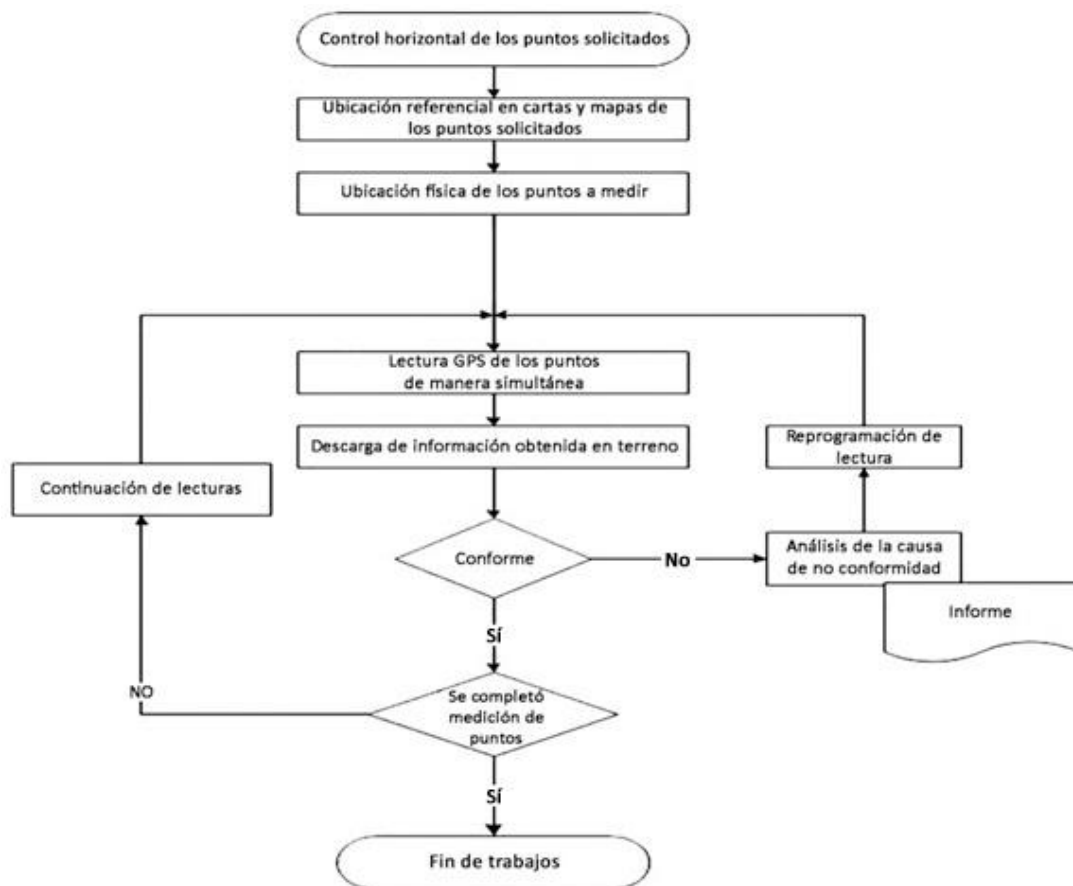 Control horizontal de los puntos solicitados
Ubicación referencial en cartas y mapas de
los puntos solicitados
Ubicación física de los puntos a medir
Lectura GPS de los puntos
de manera simultánea
Descarga de información obtenida en terreno
Reprogramación de
lectura
Continuación de lecturas
Conforme
No
Análisis de la causa
de no conformidad
Informe
Sí
NO
Se completó
medición de
puntos
Sí
Fin de trabajos